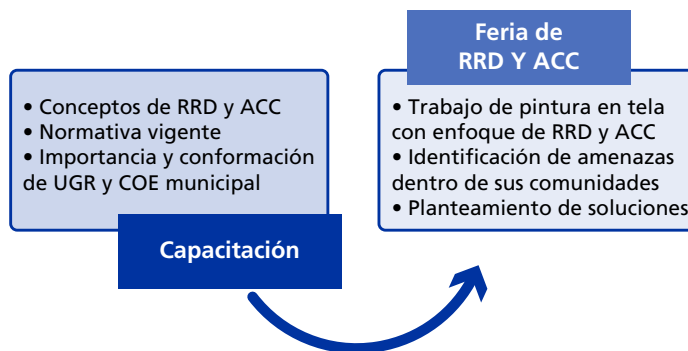 • Conceptos de RRD y ACC
• Normativa vigente
• Importancia y conformación
de UGR y COE municipal
Capacitación
Feria de
RRD Y ACC
• Trabajo de pintura en tela
con enfoque de RRD y ACC
• Identificación de amenazas
dentro de sus comunidades
• Planteamiento de soluciones